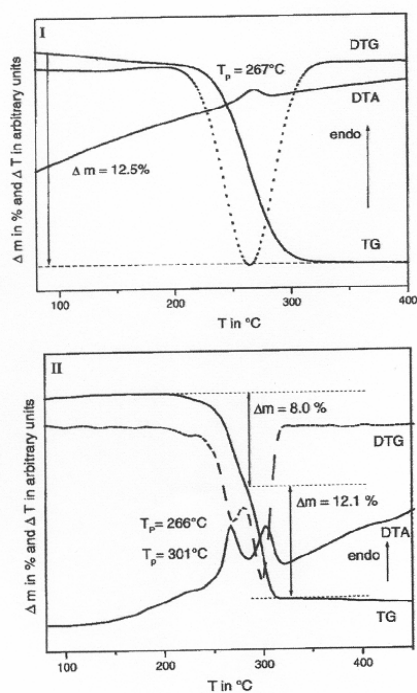 I
DTG
Tp = 267°C
DTA
endo
Δ m = 12.5%
TG
Δ m in % and Δ T in arbitrary units
100
200
300
400
T in °C
II
Δm = 8.0 %
DTG
Δm = 12.1 %
DTA
Tp = 266°C
endo
Tp = 301°C
TG
Δ m in % and Δ T in arbitrary units
100
200
300
400
T in °C